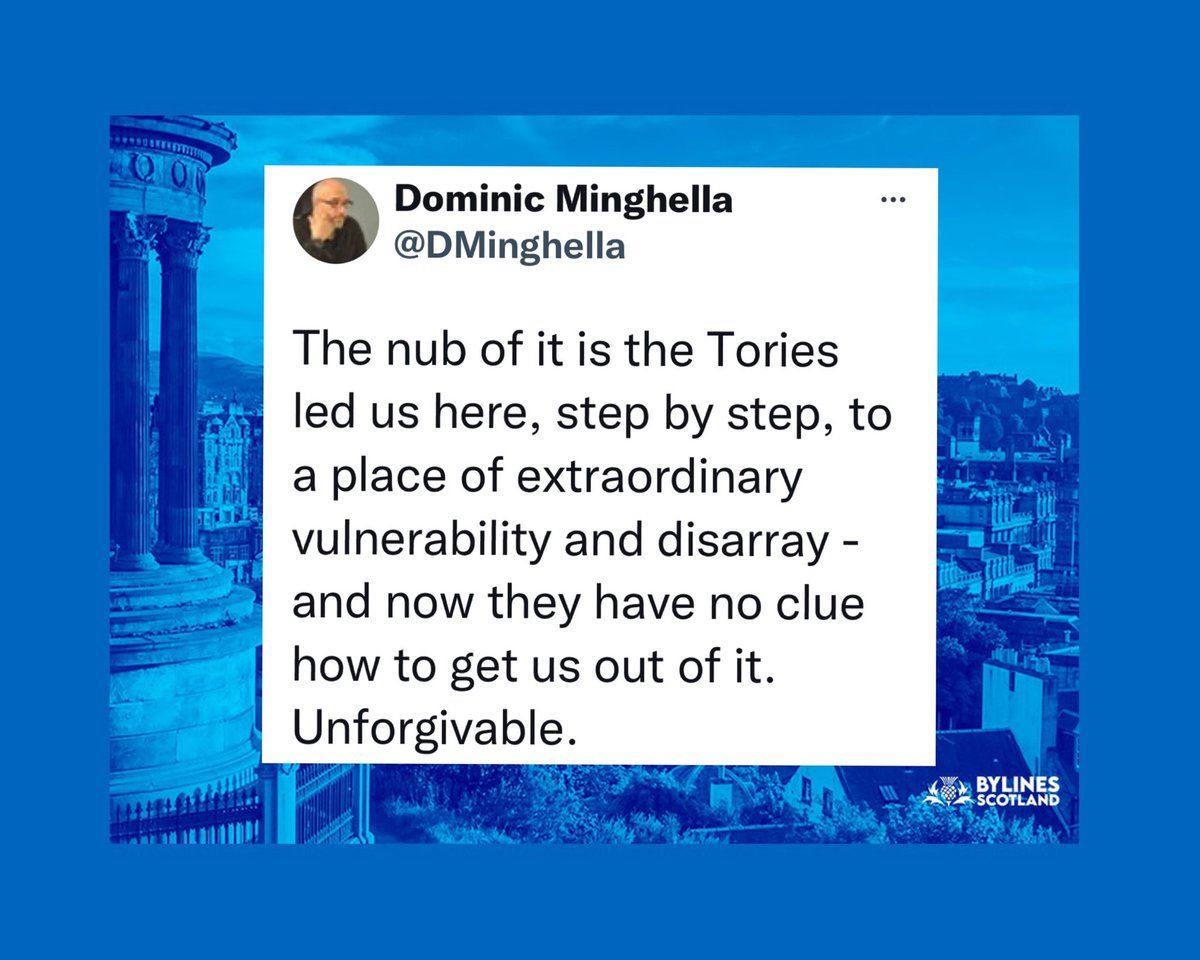 Dominic Minghella
@DMinghella
The nub of it is the Tories
led us here, step by step, to
a place of extraordinary
vulnerability and disarray -
and now they have no clue
how to get us out of it.
Unforgivable.
BYLINES
SCOTLAND